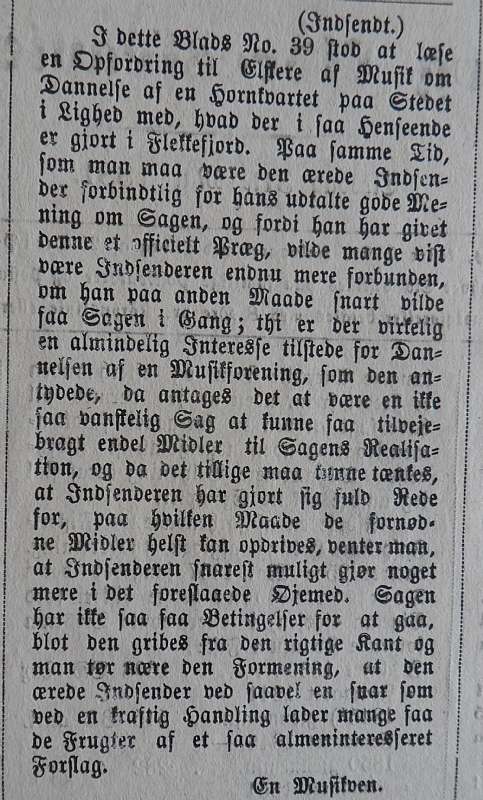 (Indsendt.)
I dette Blads No. 39 stod at læse
en Opfordring til Elskere af Musik om
Dannelse af en Hornkvartet paa Stedet
i Lighed med, hvad der i saa Henseende
er gjort i Flekkefjord. Paa samme Tid,
som man maa være den ærede Indsen-
der forbindtlig for hans udtalte gode Me-
ning om Sagen, og fordi han har givet
denne et officielt Præg, vilde mange vist
være Indsenderen endnu mere forbunden,
om han paa anden Maade snart vilde
faa Sagen i Gang; thi er der virkelig
en almindelig Interesse tilstede for Dan-
nelsen af en Musikforening, som den an-
tydede, da antages det at være en ikke
saa vanskelig Sag at kunne faa tilveje-
bragt endel Midler til Sagens Realisa-
tion, og da det tillige maa kunne tænkes,
at Indsenderen har gjort sig fuld Rede
for, paa hvilken Maade de fornød-
ne Midler helst kan opdrives, venter man,
at Indsenderen snarest muligt gjør noget
mere i det foreslaaede Øjemed. Sagen
har ikke saa faa Betingelser for at gaa,
blot den gribes fra den rigtige Kant og
man tør nære den Formening, at den
ærede Indsender ved saavel en snar som
ved en kraftig Handling lader mange faa
de Frugter af et saa almeninteresseret
Forslag.
En Musikven.